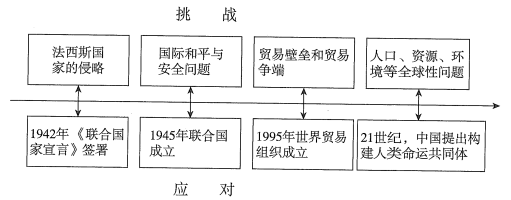 挑 战
法西斯国
家的侵略
国际和平与
安全问题
贸易壁垒和贸易
争端
人口、资源、环
境等全球性问题
1942年《联合国
家宣言》签署
1945年联合国
成立
1995年世界贸易
组织成立
21世纪，中国提出构
建人类命运共同体
应 对